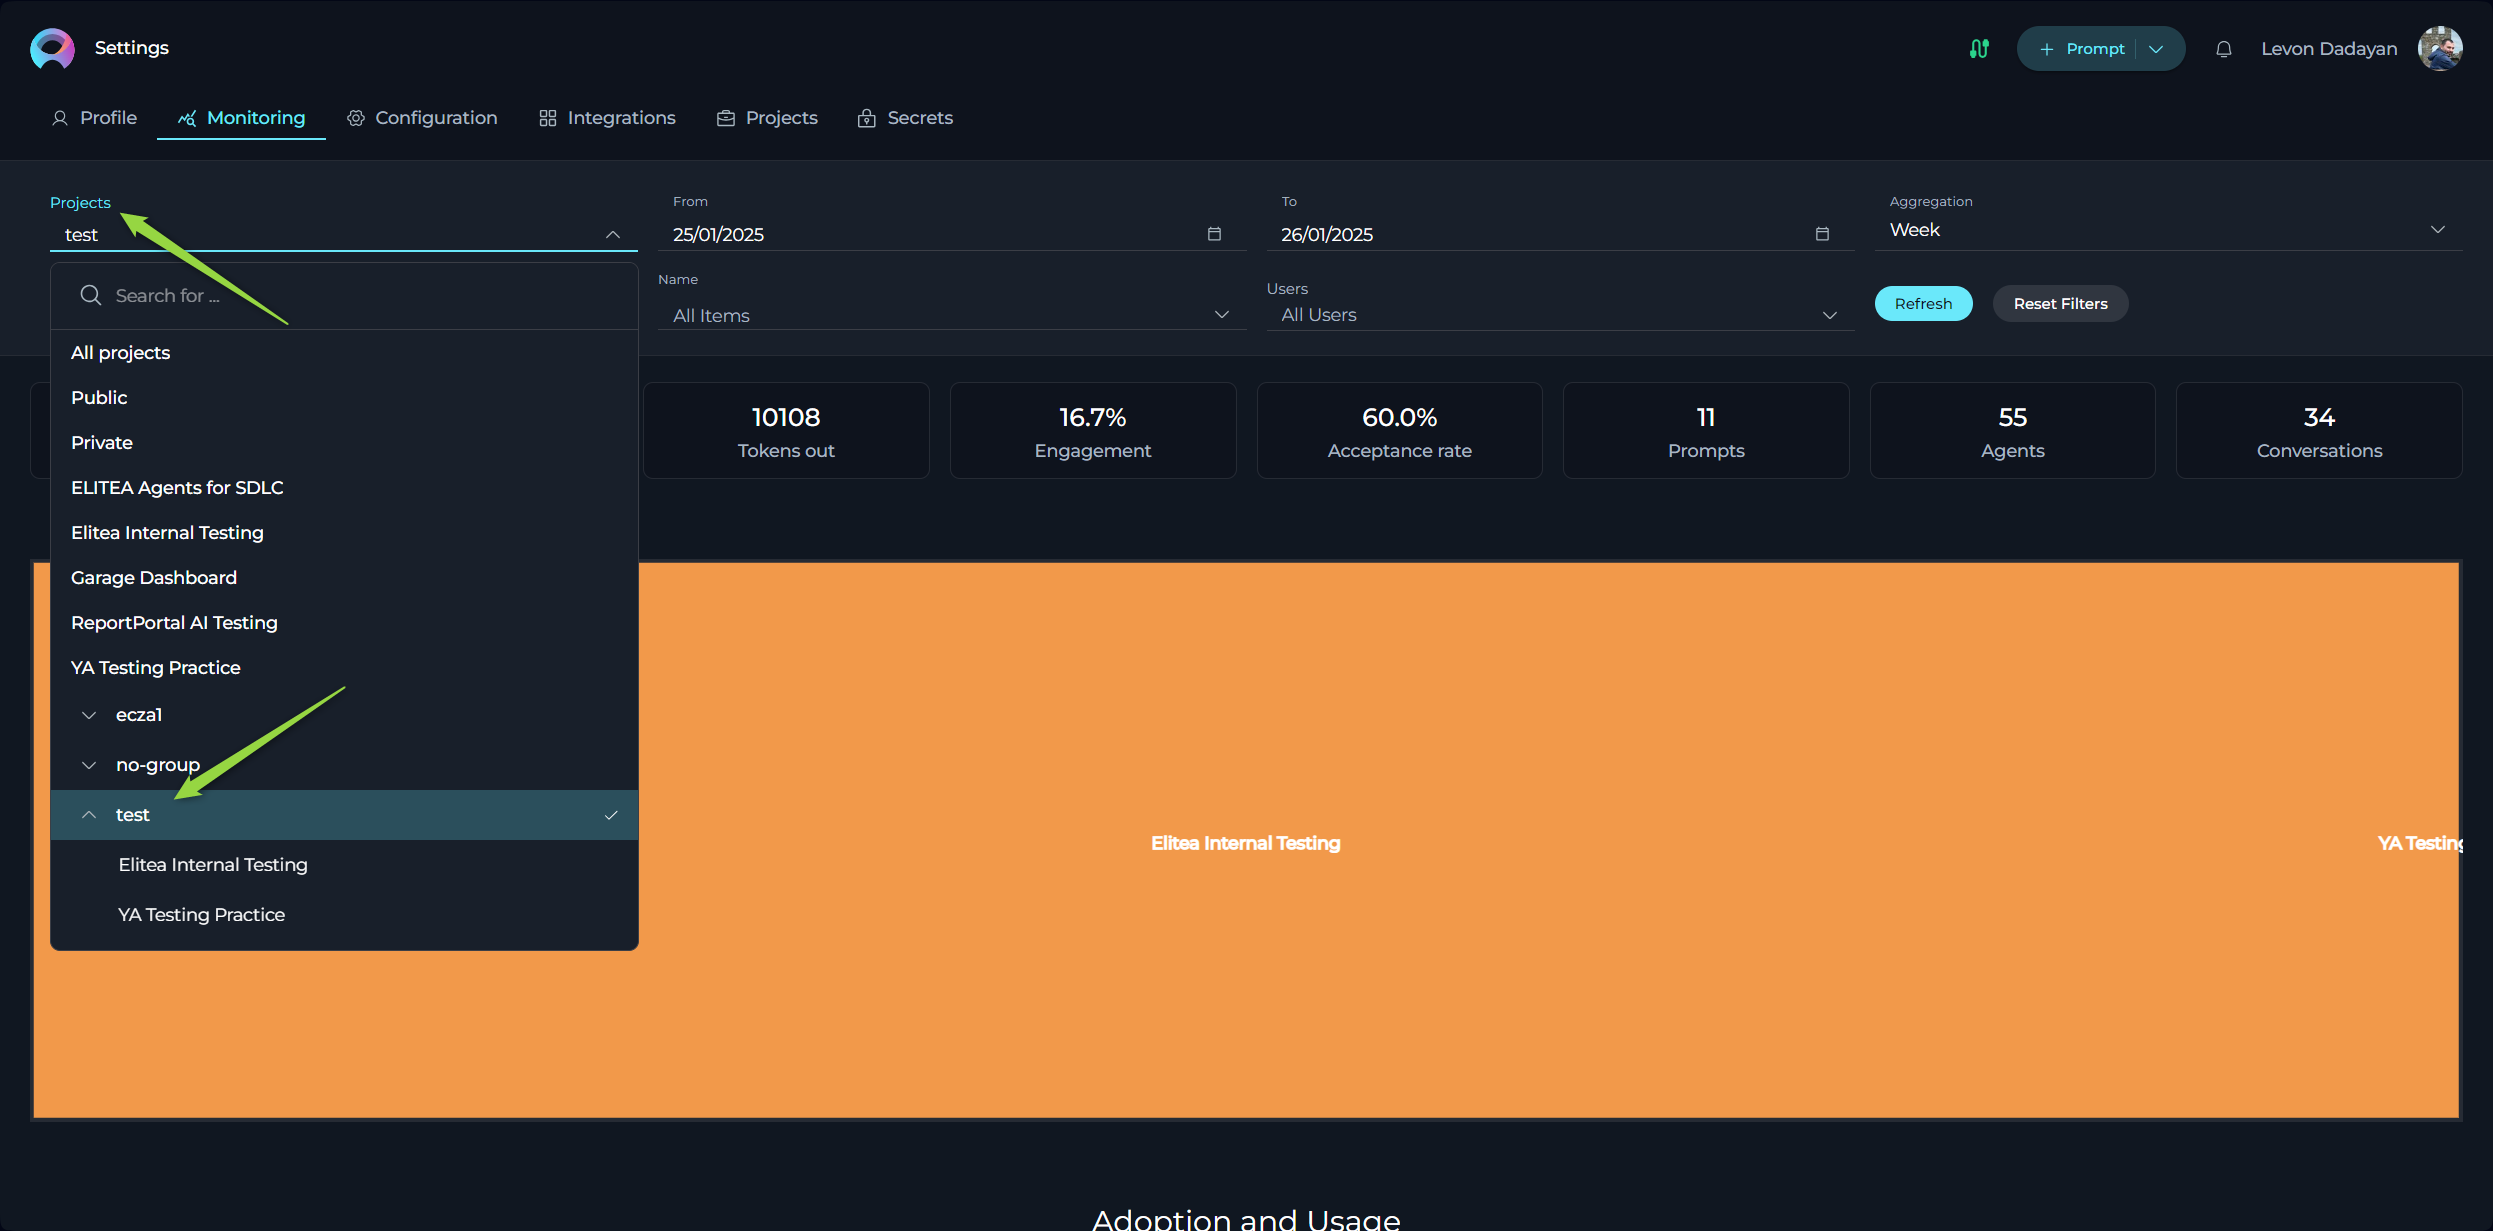 Settings
Prompt
Levon Dadayan
Profile
Monitoring
Configuration
Integrations
Projects
Secrets
Projects
test
From
25/01/2025
To
26/01/2025
Aggregation
Week
Search for ...
Name
All Items
Users
All Users
Refresh
Reset Filters
All projects
Public
Private
ELITEA Agents for SDLC
Elitea Internal Testing
Garage Dashboard
ReportPortal AI Testing
YA Testing Practice
ecza1
no-group
test
Elitea Internal Testing
YA Testing Practice
10108
Tokens out
16.7%
Engagement
60.0%
Acceptance rate
11
Prompts
55
Agents
34
Conversations
Elitea Internal Testing
YA Testing
Adoption and Usage